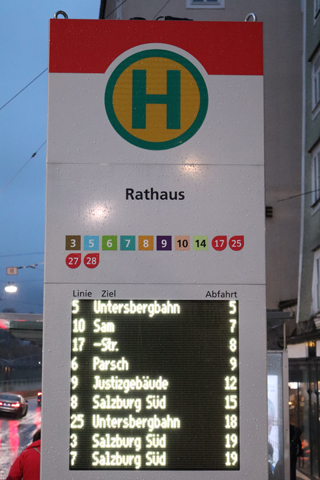 H
Rathaus
3 5 6 7 8 9 10 14 17 25
27 28
Linie Ziel Abfahrt
5 Untersbergbahn 5
10 Sam 7
17 -Str. 8
6 Parsch 9
9 Justizgebäude 12
8 Salzburg Süd 15
25 Untersbergbahn 18
3 Salzburg Süd 19
7 Salzburg Süd 19